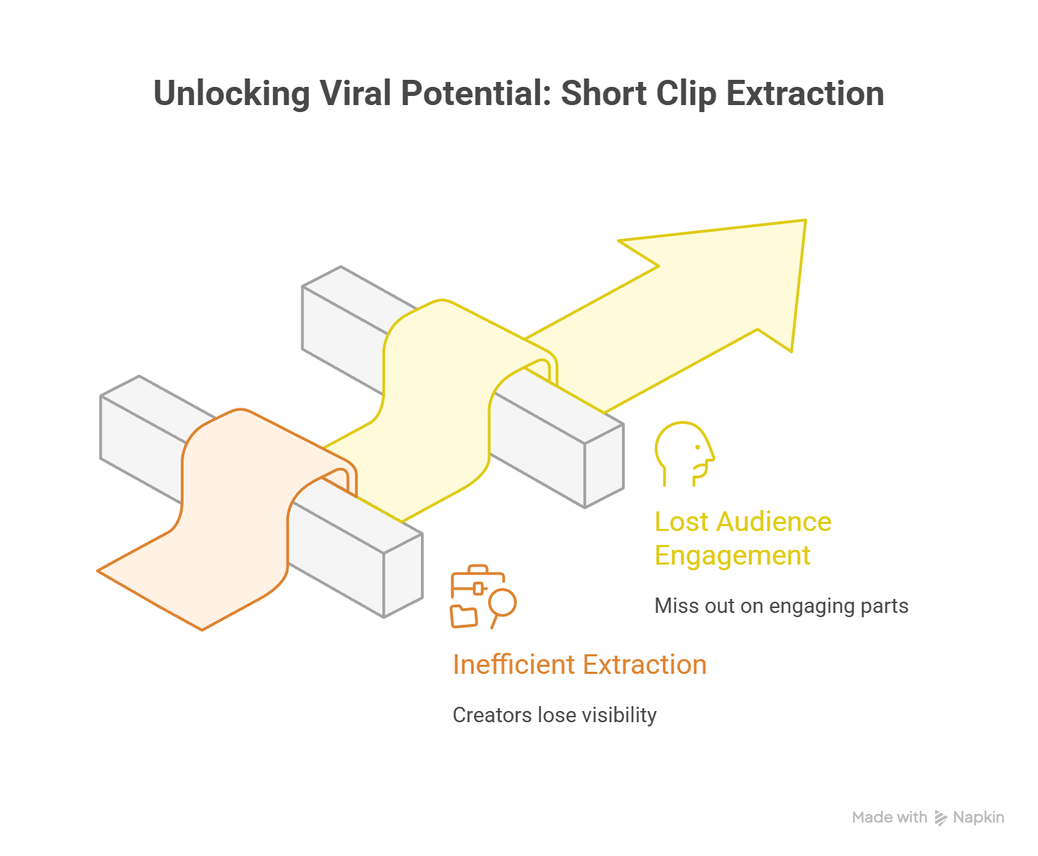 Unlocking Viral Potential: Short Clip Extraction
Lost Audience
Engagement
Miss out on engaging parts
Inefficient Extraction
Creators lose visibility
Made with Napkin